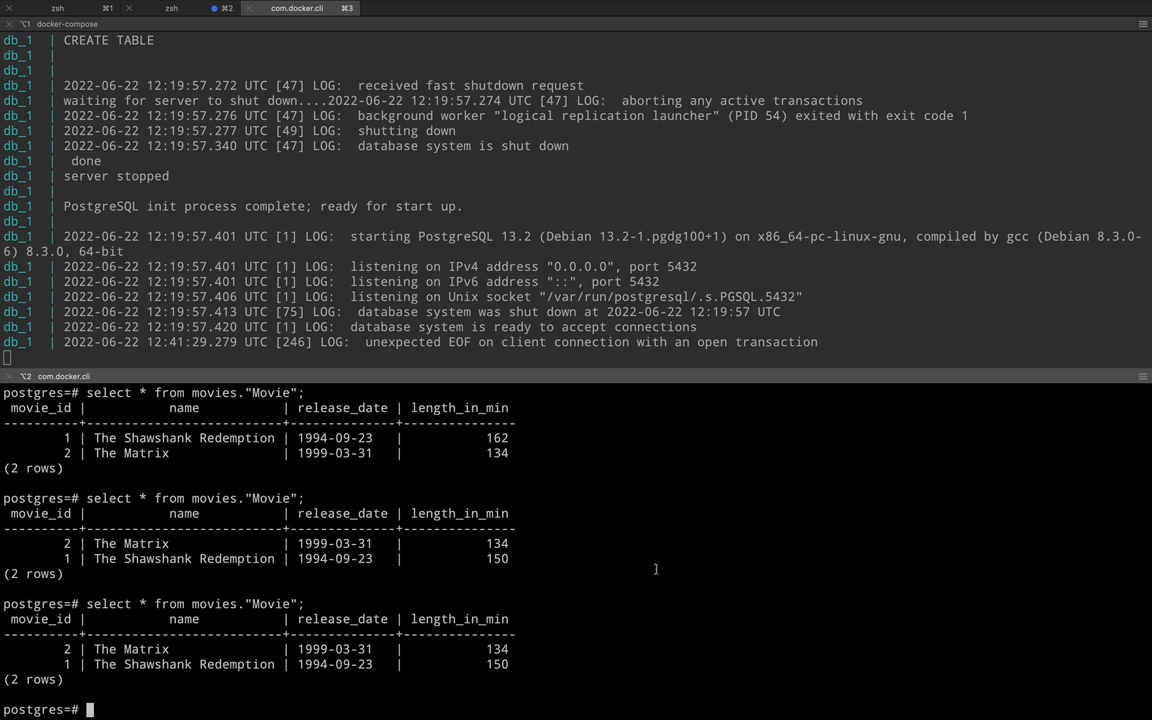 zsh ⌘1 zsh ⌘2 com.docker.cli ⌘3
⌥1 docker-compose
db_1 | CREATE TABLE
db_1 |
db_1 |
db_1 | 2022-06-22 12:19:57.272 UTC [47] LOG:  received fast shutdown request
db_1 | waiting for server to shut down....2022-06-22 12:19:57.274 UTC [47] LOG:  aborting any active transactions
db_1 | 2022-06-22 12:19:57.276 UTC [47] LOG:  background worker "logical replication launcher" (PID 54) exited with exit code 1
db_1 | 2022-06-22 12:19:57.277 UTC [49] LOG:  shutting down
db_1 | 2022-06-22 12:19:57.340 UTC [47] LOG:  database system is shut down
db_1 |  done
db_1 | server stopped
db_1 |
db_1 | PostgreSQL init process complete; ready for start up.
db_1 |
db_1 | 2022-06-22 12:19:57.401 UTC [1] LOG:  starting PostgreSQL 13.2 (Debian 13.2-1.pgdg100+1) on x86_64-pc-linux-gnu, compiled by gcc (Debian 8.3.0-
6) 8.3.0, 64-bit
db_1 | 2022-06-22 12:19:57.401 UTC [1] LOG:  listening on IPv4 address "0.0.0.0", port 5432
db_1 | 2022-06-22 12:19:57.401 UTC [1] LOG:  listening on IPv6 address "::", port 5432
db_1 | 2022-06-22 12:19:57.406 UTC [1] LOG:  listening on Unix socket "/var/run/postgresql/.s.PGSQL.5432"
db_1 | 2022-06-22 12:19:57.413 UTC [75] LOG:  database system was shut down at 2022-06-22 12:19:57 UTC
db_1 | 2022-06-22 12:19:57.420 UTC [1] LOG:  database system is ready to accept connections
db_1 | 2022-06-22 12:41:29.279 UTC [246] LOG:  unexpected EOF on client connection with an open transaction
⌥2 com.docker.cli
postgres=# select * from movies."Movie";
 movie_id |           name           | release_date | length_in_min
----------+--------------------------+--------------+---------------
        1 | The Shawshank Redemption | 1994-09-23   |           162
        2 | The Matrix               | 1999-03-31   |           134
(2 rows)
postgres=# select * from movies."Movie";
 movie_id |           name           | release_date | length_in_min
----------+--------------------------+--------------+---------------
        2 | The Matrix               | 1999-03-31   |           134
        1 | The Shawshank Redemption | 1994-09-23   |           150
(2 rows)
postgres=# select * from movies."Movie";
 movie_id |           name           | release_date | length_in_min
----------+--------------------------+--------------+---------------
        2 | The Matrix               | 1999-03-31   |           134
        1 | The Shawshank Redemption | 1994-09-23   |           150
(2 rows)
postgres=#